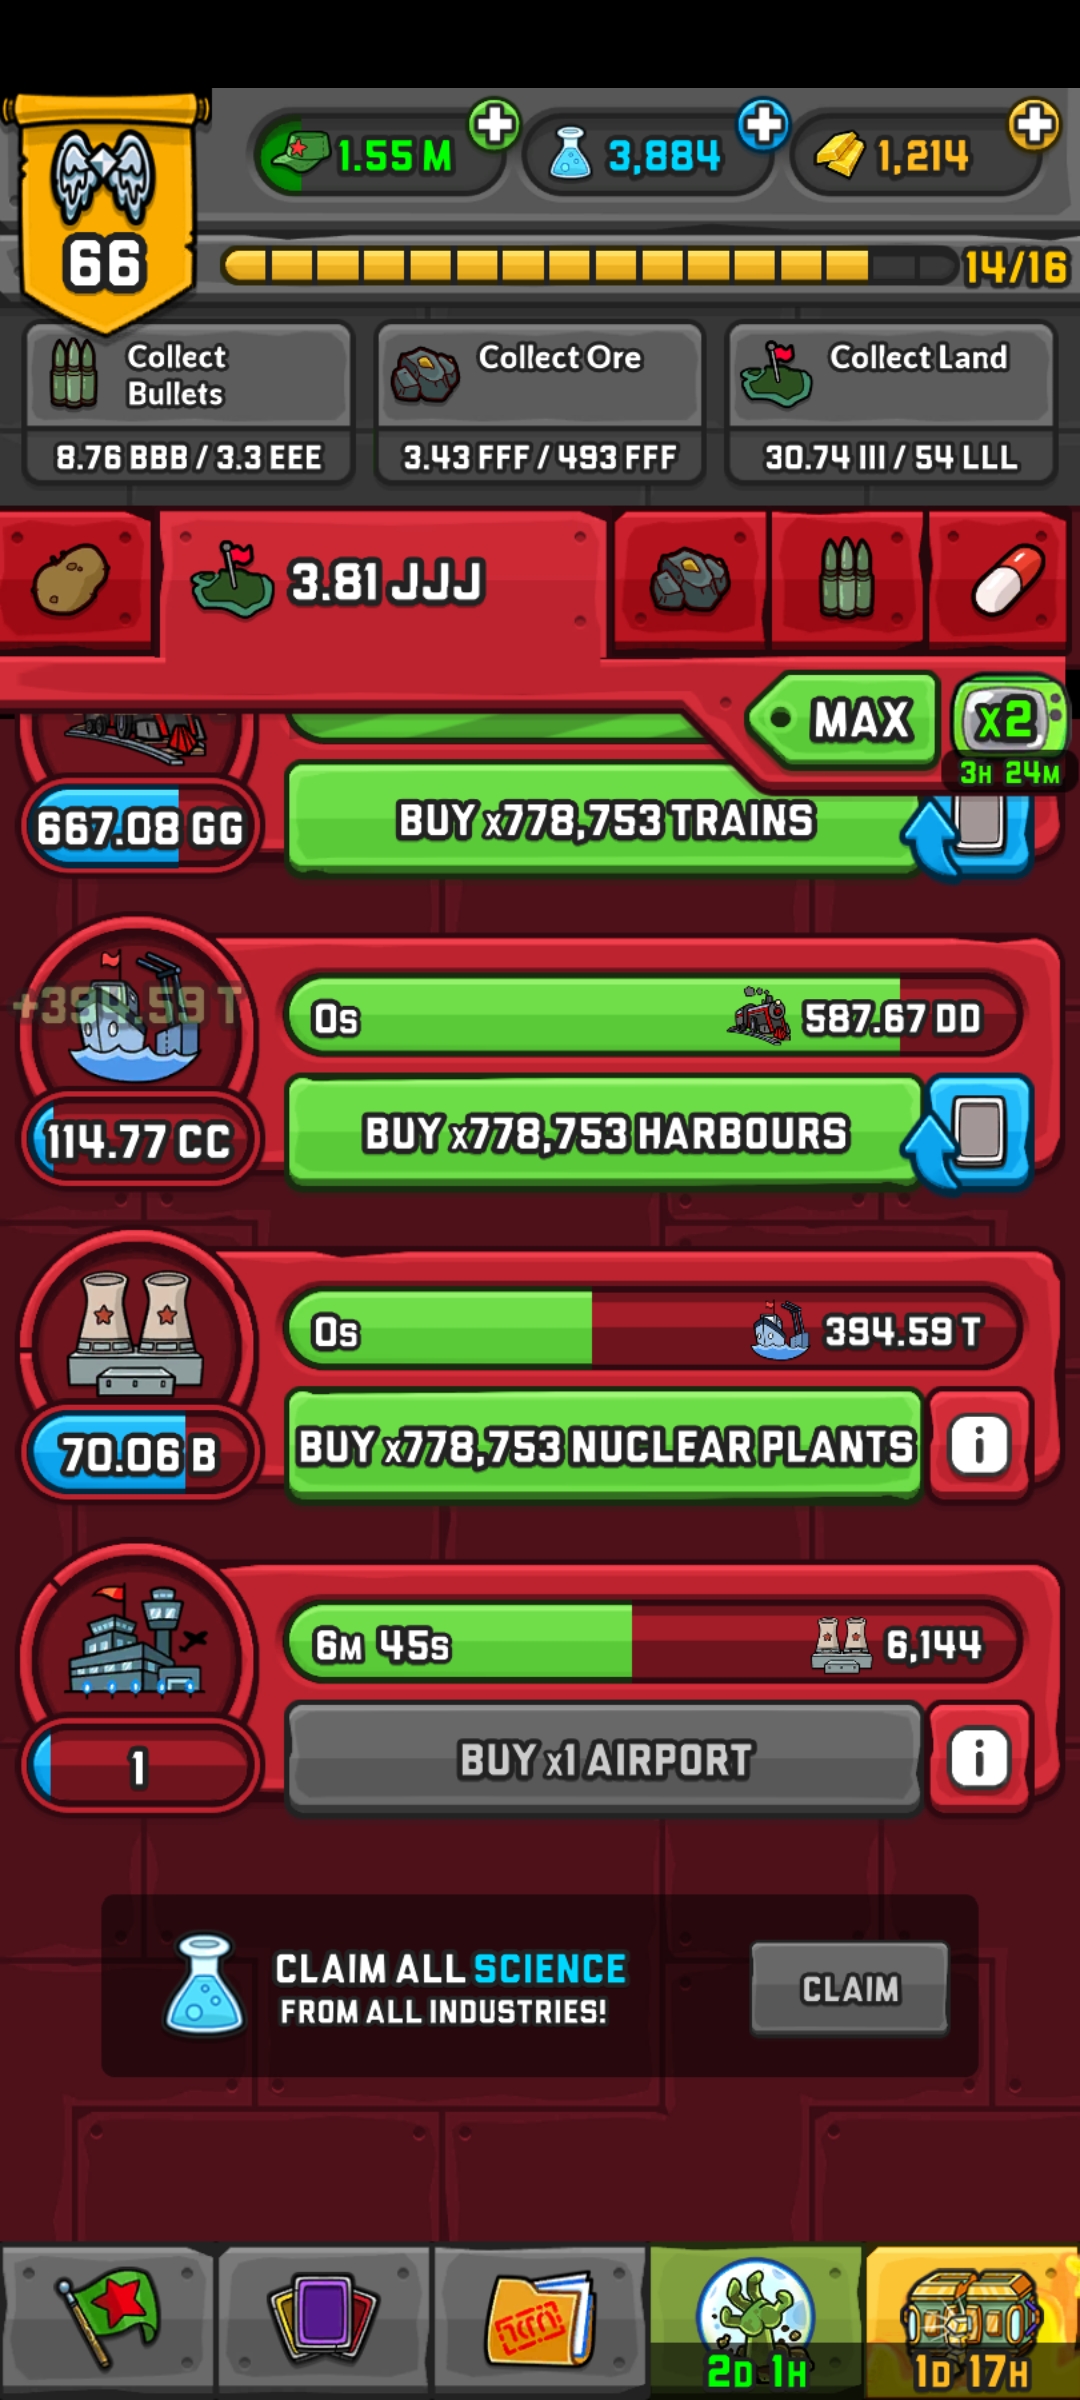 1.55 M
3,884
1,214
66
14/16
Collect
Bullets
Collect Ore
Collect Land
8.76 BBB / 3.3 EEE
3.43 FFF / 493 FFF
30.74 III / 54 LLL
3.81 JJJ
MAX
x2
3H 24M
667.08 GG
BUY x778,753 TRAINS
+394.59 T
0s
587.67 DD
114.77 CC
BUY x778,753 HARBOURS
0s
394.59 T
70.06 B
BUY x778,753 NUCLEAR PLANTS
i
6M 45s
6,144
1
BUY x1 AIRPORT
i
CLAIM ALL SCIENCE
FROM ALL INDUSTRIES!
CLAIM
2D 1H
1D 17H